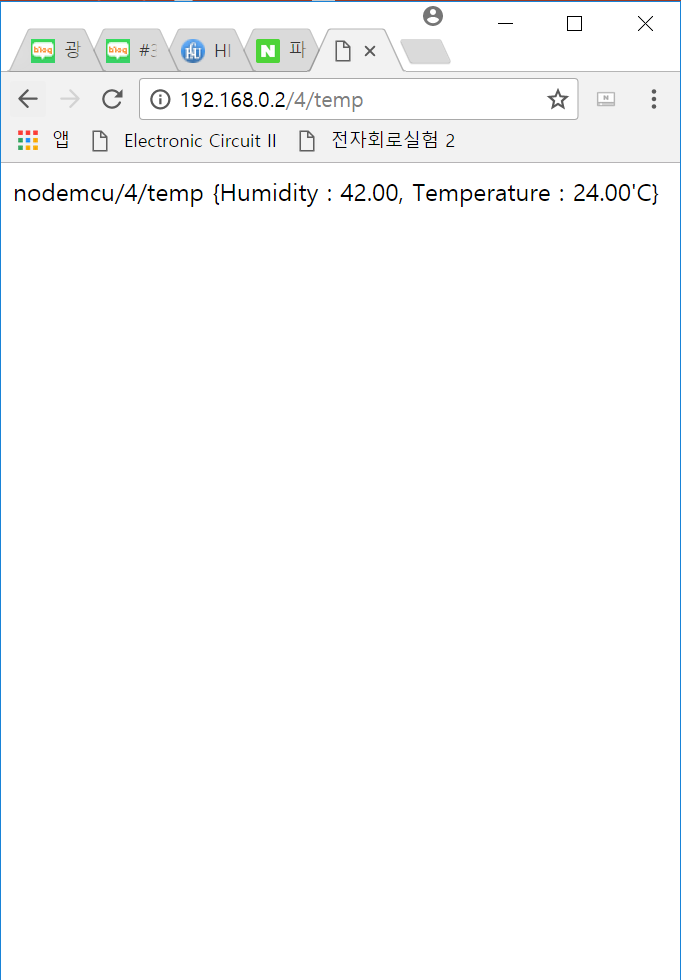 광
#3
HI
파
192.168.0.2/4/temp
앱 Electronic Circuit II 전자회로실험 2
nodemcu/4/temp {Humidity : 42.00, Temperature : 24.00'C}